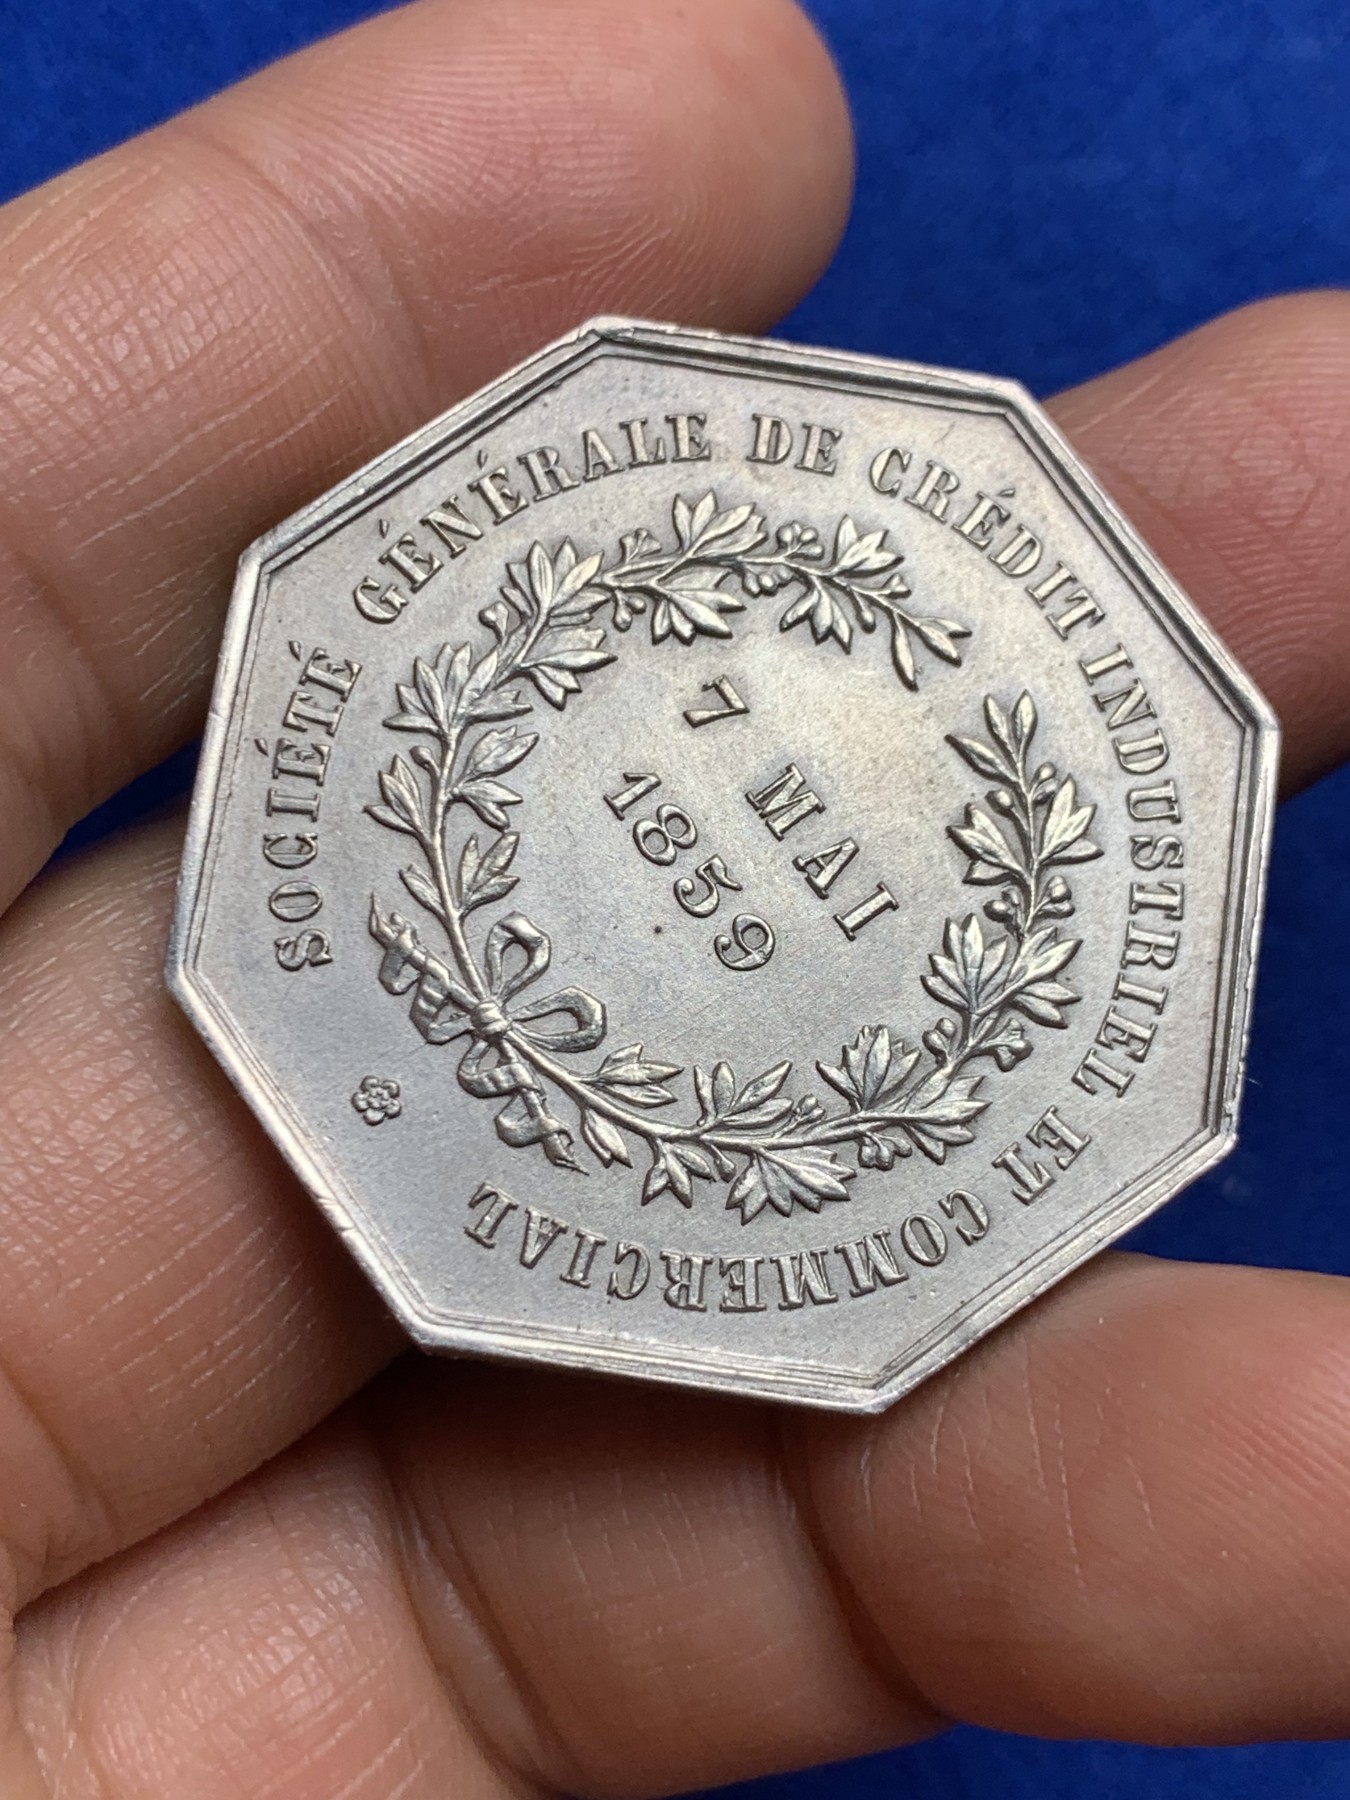 SOCIÉTÉ GÉNÉRALE DE CRÉDIT INDUSTRIEL ET COMMERCIAL
7 MAI
1859